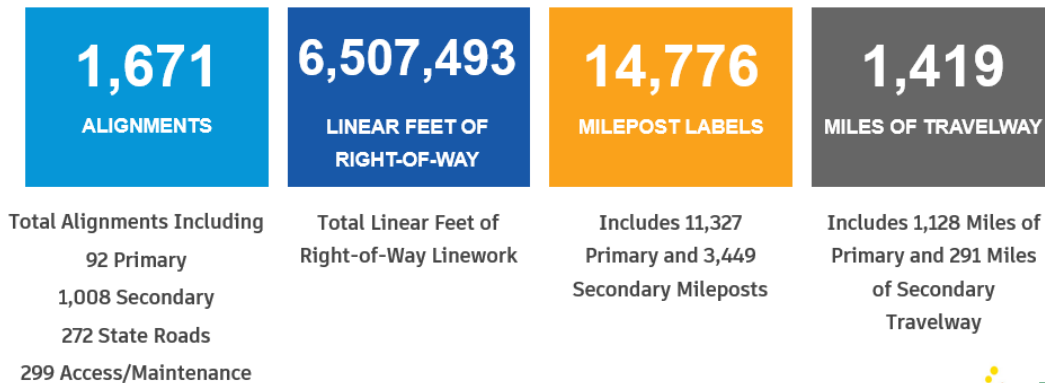 1,671
ALIGNMENTS
Total Alignments Including
92 Primary
1,008 Secondary
272 State Roads
299 Access/Maintenance
6,507,493
LINEAR FEET OF
RIGHT-OF-WAY
Total Linear Feet of
Right-of-Way Linework
14,776
MILEPOST LABELS
Includes 11,327
Primary and 3,449
Secondary Mileposts
1,419
MILES OF TRAVELWAY
Includes 1,128 Miles of
Primary and 291 Miles
of Secondary
Travelway